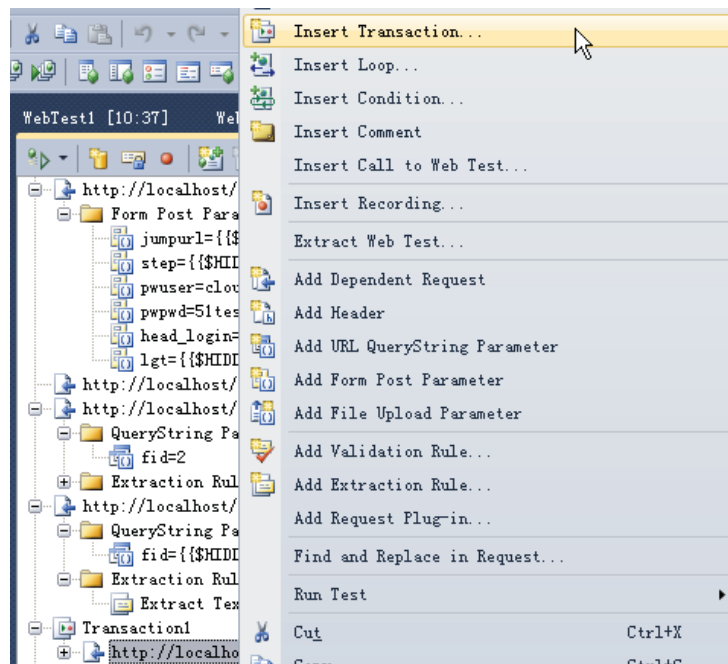 WebTest1 [10:37]
http://localhost/
Form Post Para
jumpurl={{$
step={{$HID
pwuser=clou
pwpwd=51tes
head_login=
lgt={{$HIDD
http://localhost/
http://localhost/
QueryString Pa
fid=2
Extraction Rul
http://localhost/
QueryString Pa
fid={{$HIDD
Extraction Rul
Extract Tex
Transaction1
http://localho
Insert Transaction...
Insert Loop...
Insert Condition...
Insert Comment
Insert Call to Web Test...
Insert Recording...
Extract Web Test...
Add Dependent Request
Add Header
Add URL QueryString Parameter
Add Form Post Parameter
Add File Upload Parameter
Add Validation Rule...
Add Extraction Rule...
Add Request Plug-in...
Find and Replace in Request...
Run Test
Cut Ctrl+X